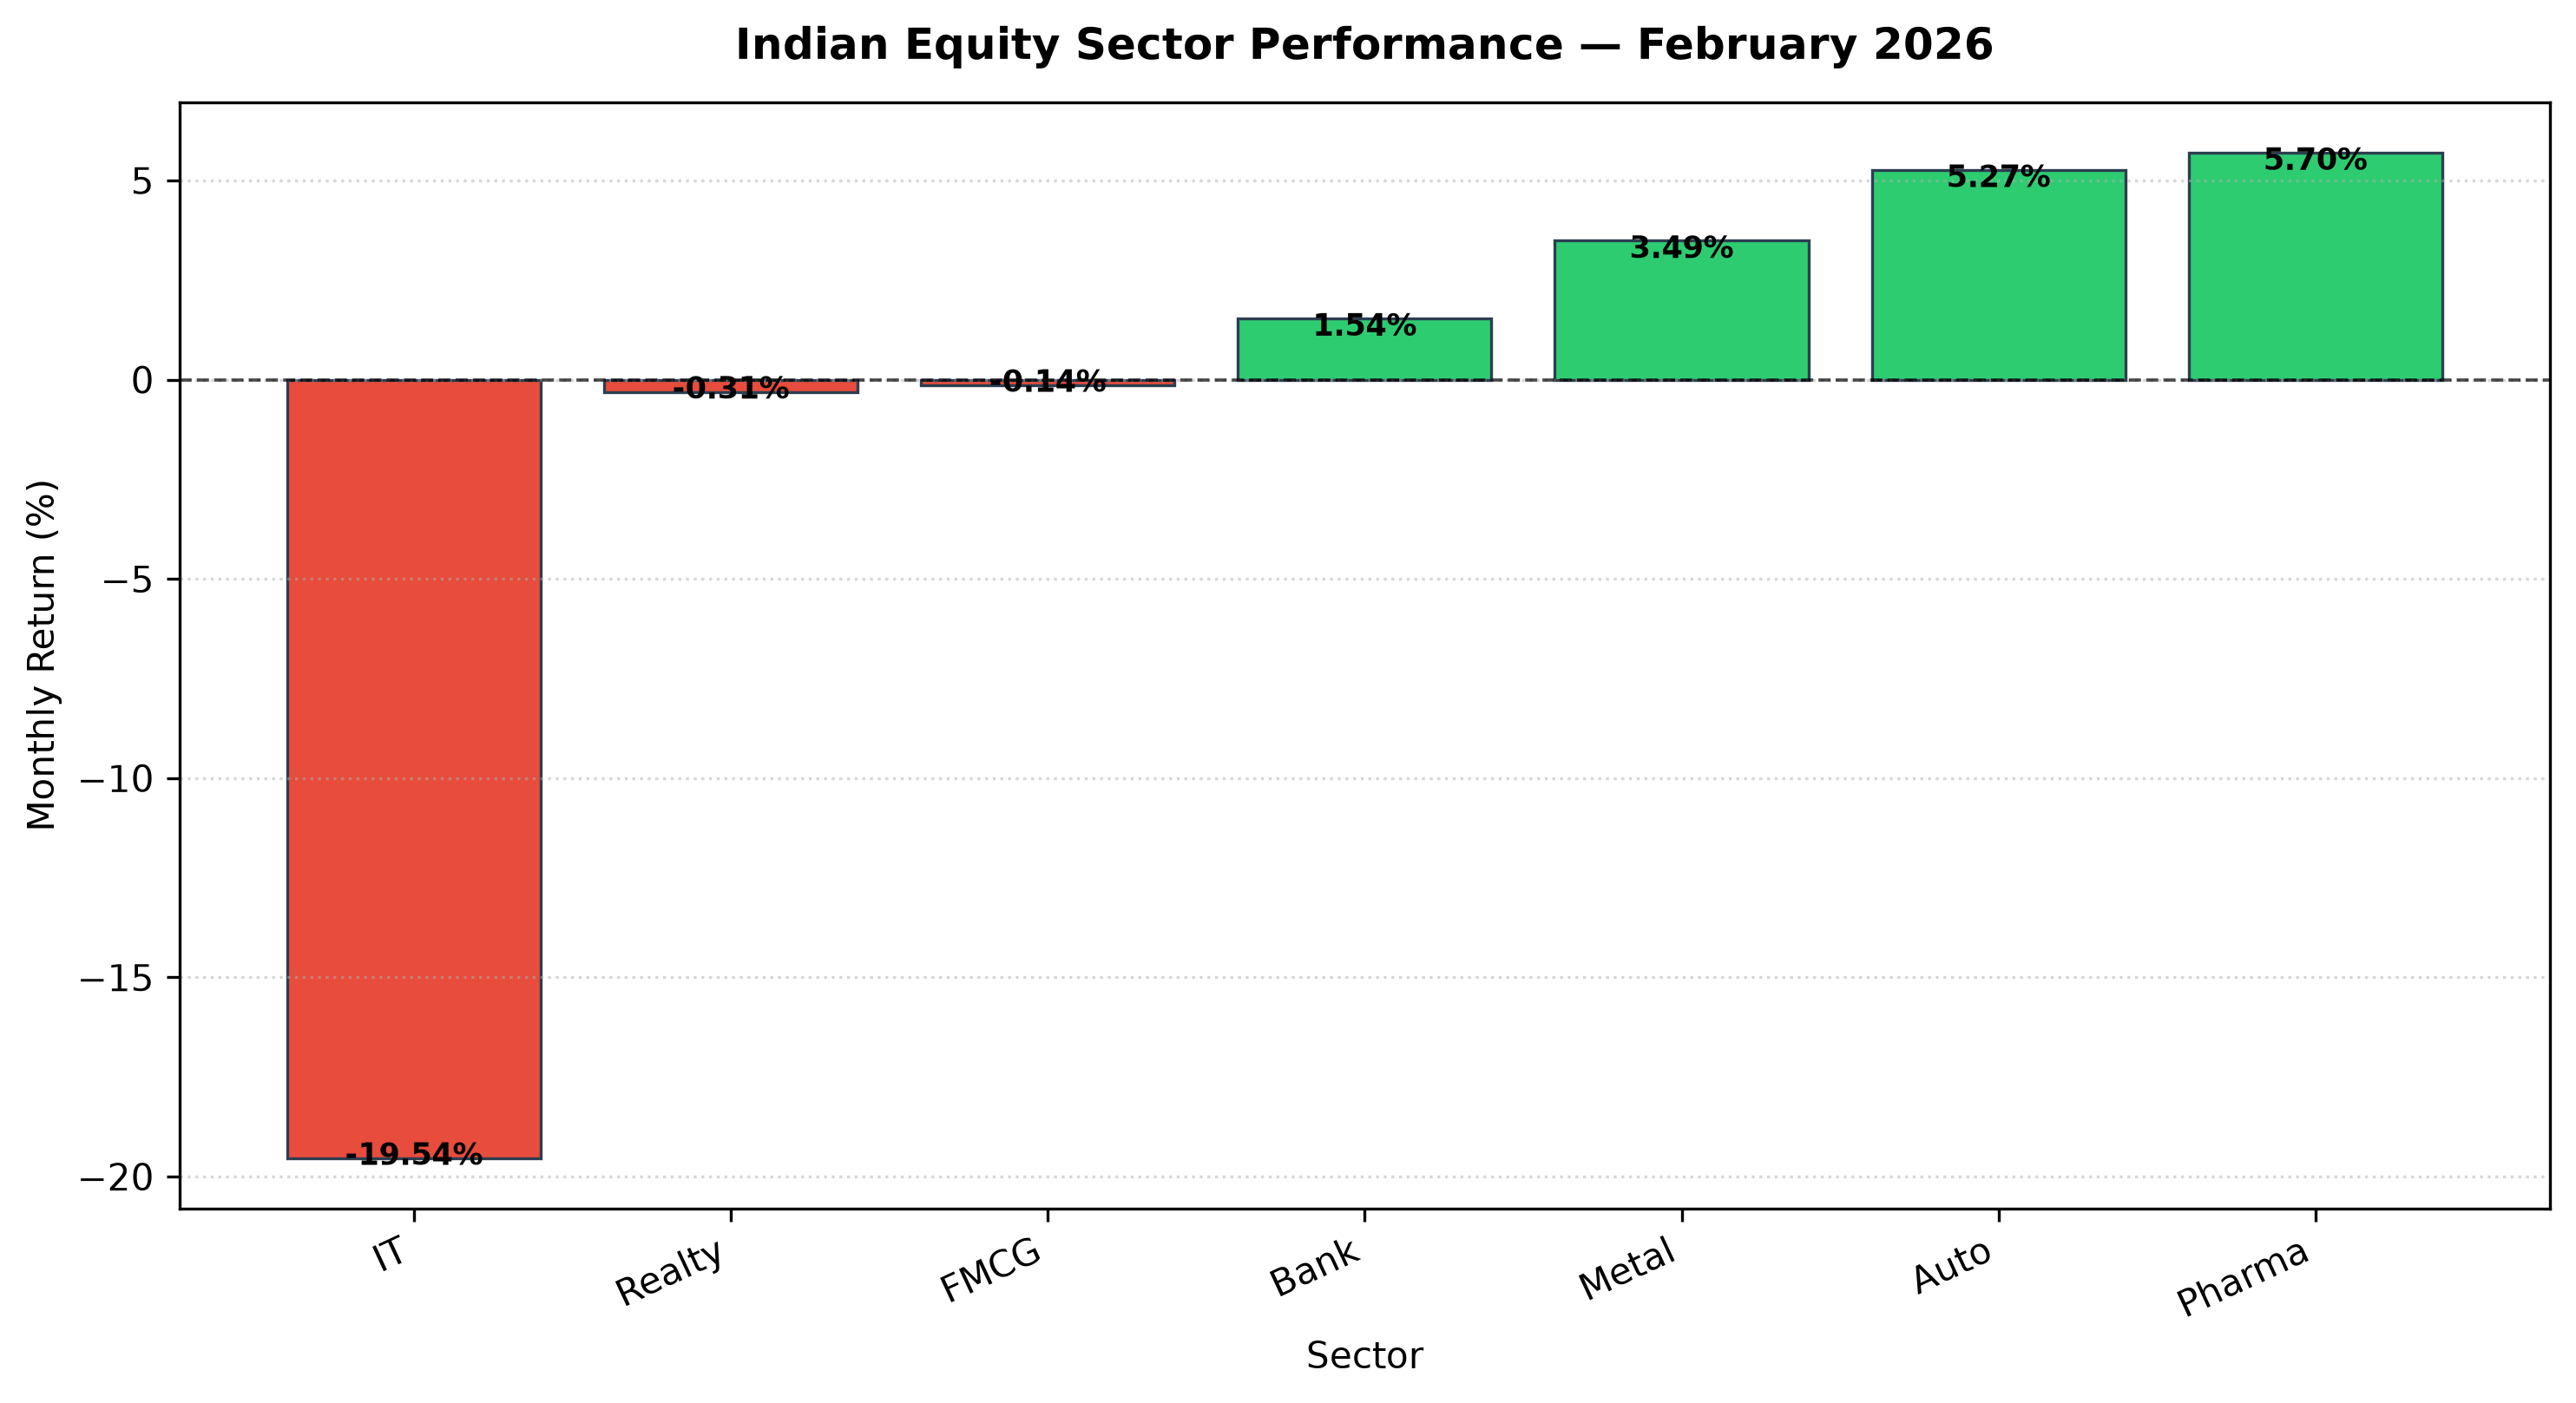 Indian Equity Sector Performance — February 2026
Monthly Return (%)
5
0
−5
−10
−15
−20
-19.54%
-0.31%
-0.14%
1.54%
3.49%
5.27%
5.70%
IT
Realty
FMCG
Bank
Metal
Auto
Pharma
Sector